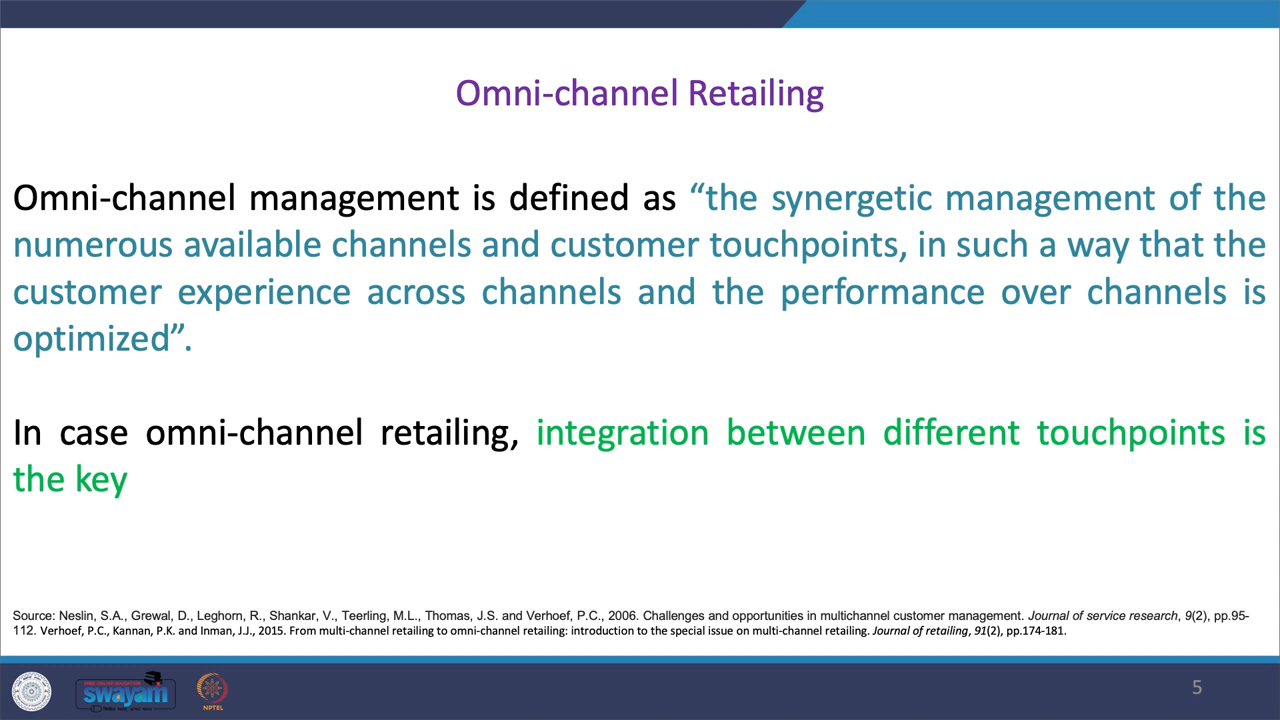 Omni-channel Retailing
Omni-channel management is defined as “the synergetic management of the
numerous available channels and customer touchpoints, in such a way that the
customer experience across channels and the performance over channels is
optimized”.
In case omni-channel retailing, integration between different touchpoints is
the key
Source: Neslin, S.A., Grewal, D., Leghorn, R., Shankar, V., Teerling, M.L., Thomas, J.S. and Verhoef, P.C., 2006. Challenges and opportunities in multichannel customer management. Journal of service research, 9(2), pp.95-
112. Verhoef, P.C., Kannan, P.K. and Inman, J.J., 2015. From multi-channel retailing to omni-channel retailing: introduction to the special issue on multi-channel retailing. Journal of retailing, 91(2), pp.174-181.
FREE ONLINE EDUCATION
swayam
NPTEL
5